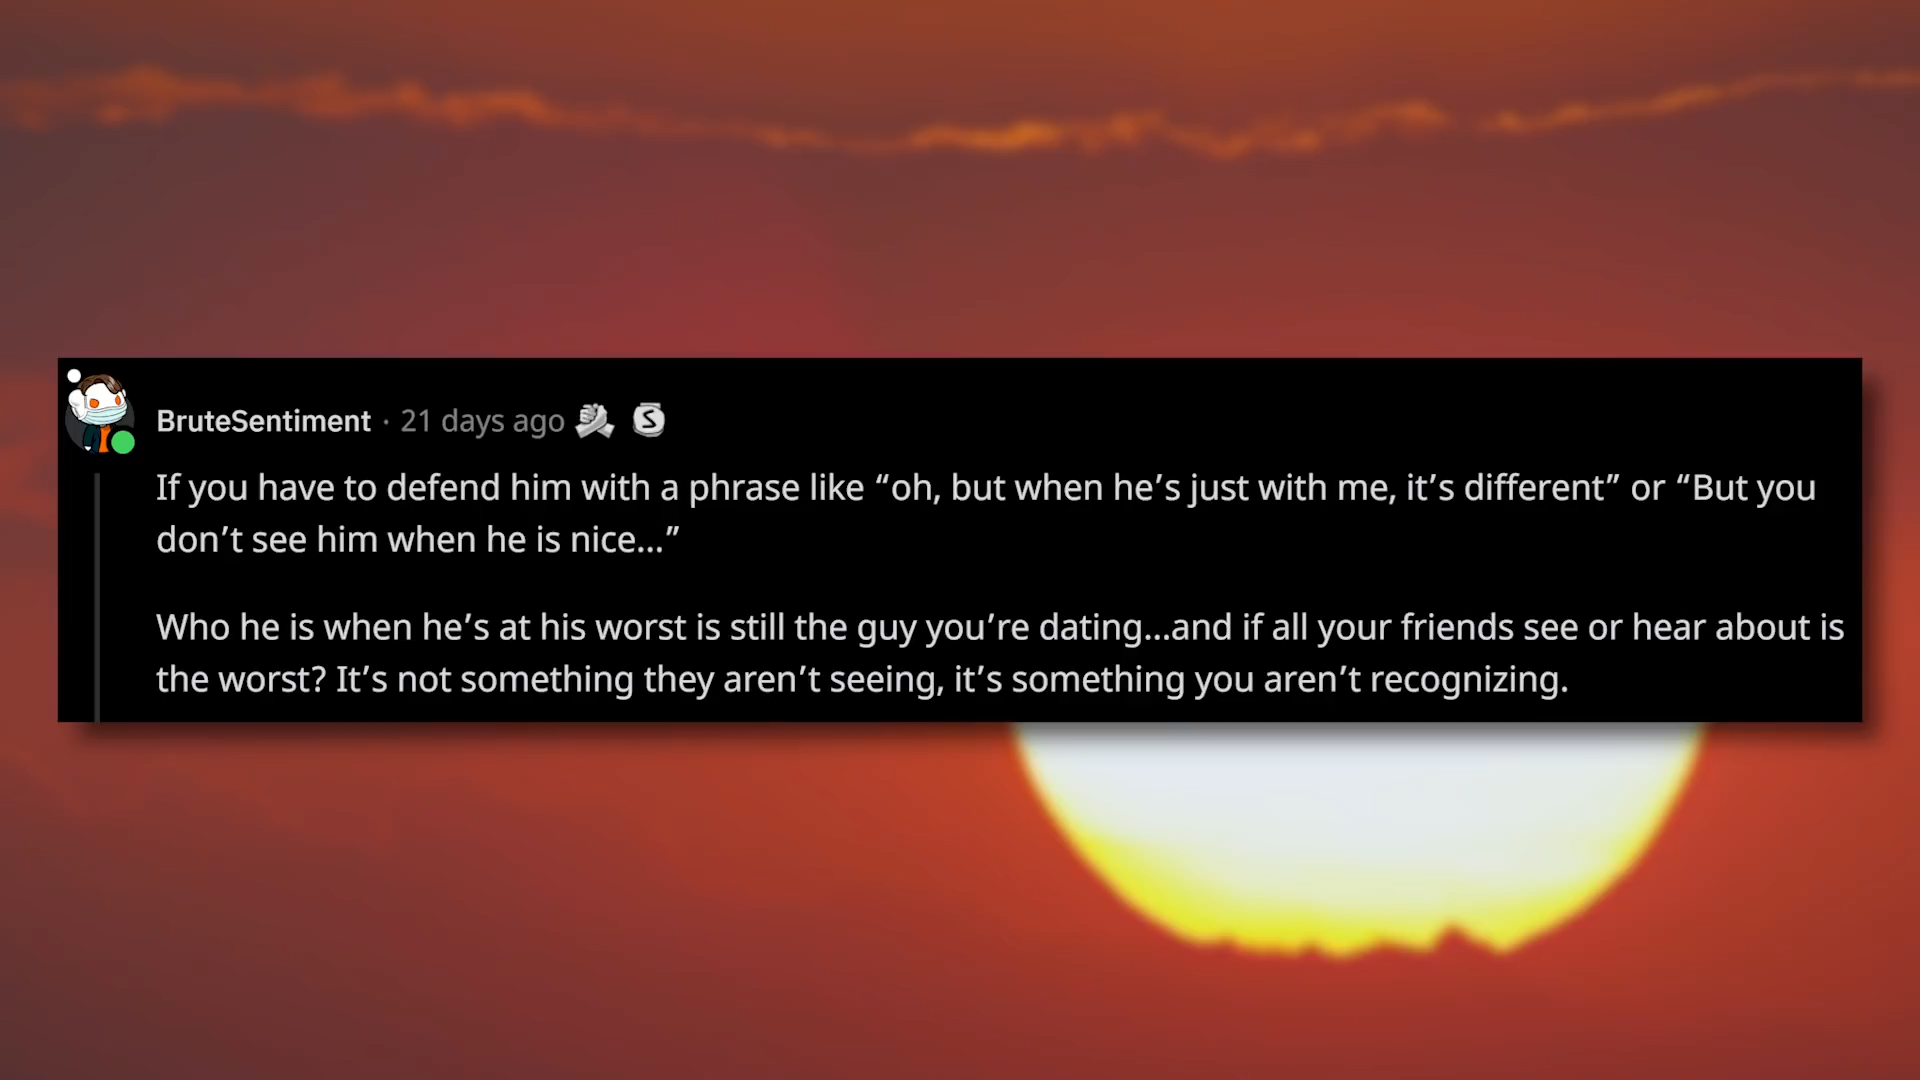 BruteSentiment · 21 days ago
If you have to defend him with a phrase like “oh, but when he’s just with me, it’s different” or “But you
don’t see him when he is nice...”
Who he is when he’s at his worst is still the guy you’re dating...and if all your friends see or hear about is
the worst? It’s not something they aren’t seeing, it’s something you aren’t recognizing.